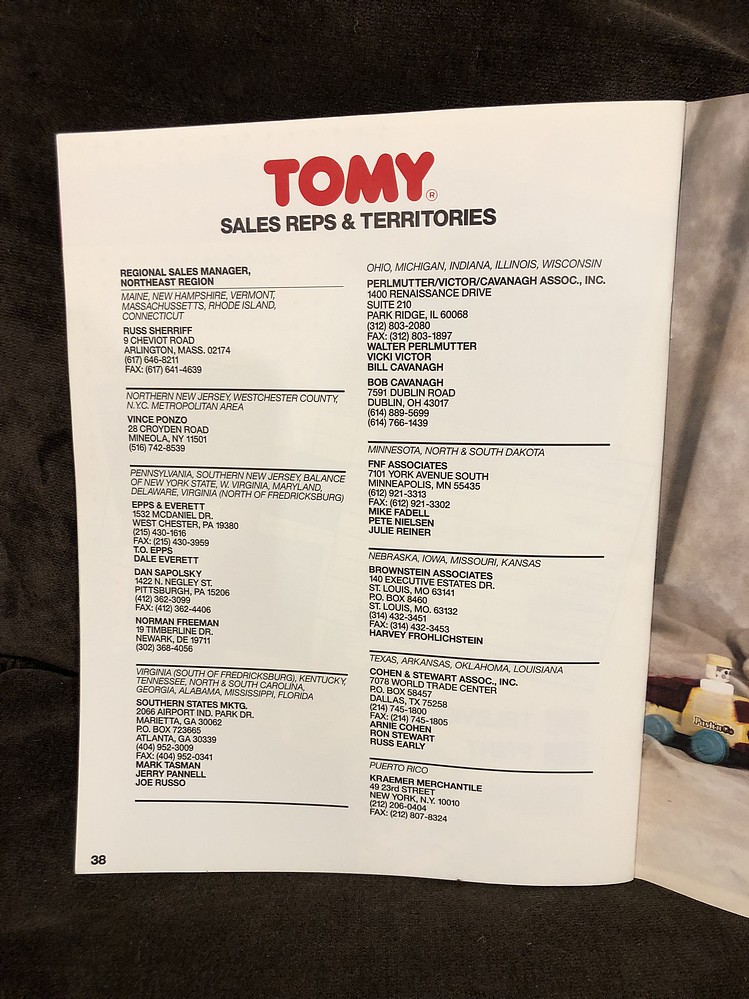 TOMY®
SALES REPS & TERRITORIES
REGIONAL SALES MANAGER,
NORTHEAST REGION
MAINE, NEW HAMPSHIRE, VERMONT,
MASSACHUSETTS, RHODE ISLAND,
CONNECTICUT
RUSS SHERRIFF
9 CHEVIOT ROAD
ARLINGTON, MASS. 02174
(617) 646-8211
FAX: (617) 641-4639
NORTHERN NEW JERSEY, WESTCHESTER COUNTY,
N.Y.C. METROPOLITAN AREA
VINCE PONZO
28 CROYDEN ROAD
MINEOLA, NY 11501
(516) 742-8539
PENNSYLVANIA, SOUTHERN NEW JERSEY, BALANCE
OF NEW YORK STATE, W. VIRGINIA, MARYLAND,
DELAWARE, VIRGINIA (NORTH OF FREDRICKSBURG)
EPPS & EVERETT
1532 MCDANIEL DR.
WEST CHESTER, PA 19380
(215) 430-1616
FAX: (215) 430-3959
T.O. EPPS
DALE EVERETT
DAN SAPOLSKY
1422 N. NEGLEY ST.
PITTSBURGH, PA 15206
(412) 362-3099
FAX: (412) 362-4406
NORMAN FREEMAN
19 TIMBERLINE DR.
NEWARK, DE 19711
(302) 368-4056
VIRGINIA (SOUTH OF FREDRICKSBURG), KENTUCKY,
TENNESSEE, NORTH & SOUTH CAROLINA,
GEORGIA, ALABAMA, MISSISSIPPI, FLORIDA
SOUTHERN STATES MKTG.
2066 AIRPORT IND. PARK DR.
MARIETTA, GA 30062
P.O. BOX 723665
ATLANTA, GA 30339
(404) 952-3009
FAX: (404) 952-0341
MARK TASMAN
JERRY PANNELL
JOE RUSSO
OHIO, MICHIGAN, INDIANA, ILLINOIS, WISCONSIN
PERLMUTTER/VICTOR/CAVANAGH ASSOC., INC.
1400 RENAISSANCE DRIVE
SUITE 210
PARK RIDGE, IL 60068
(312) 803-2080
FAX: (312) 803-1897
WALTER PERLMUTTER
VICKI VICTOR
BILL CAVANAGH
BOB CAVANAGH
7591 DUBLIN ROAD
DUBLIN, OH 43017
(614) 889-5699
(614) 766-1439
MINNESOTA, NORTH & SOUTH DAKOTA
FNF ASSOCIATES
7101 YORK AVENUE SOUTH
MINNEAPOLIS, MN 55435
(612) 921-3313
FAX: (612) 921-3302
MIKE FADELL
PETE NIELSEN
JULIE REINER
NEBRASKA, IOWA, MISSOURI, KANSAS
BROWNSTEIN ASSOCIATES
140 EXECUTIVE ESTATES DR.
ST. LOUIS, MO 63141
P.O. BOX 8460
ST. LOUIS, MO. 63132
(314) 432-3451
FAX: (314) 432-3453
HARVEY FROHLICHSTEIN
TEXAS, ARKANSAS, OKLAHOMA, LOUISIANA
COHEN & STEWART ASSOC., INC.
7078 WORLD TRADE CENTER
P.O. BOX 58457
DALLAS, TX 75258
(214) 745-1800
FAX: (214) 745-1805
ARNIE COHEN
RON STEWART
RUSS EARLY
PUERTO RICO
KRAEMER MERCHANTILE
49 23rd STREET
NEW YORK, N.Y. 10010
(212) 206-0404
FAX: (212) 807-8324
38
Push n Go